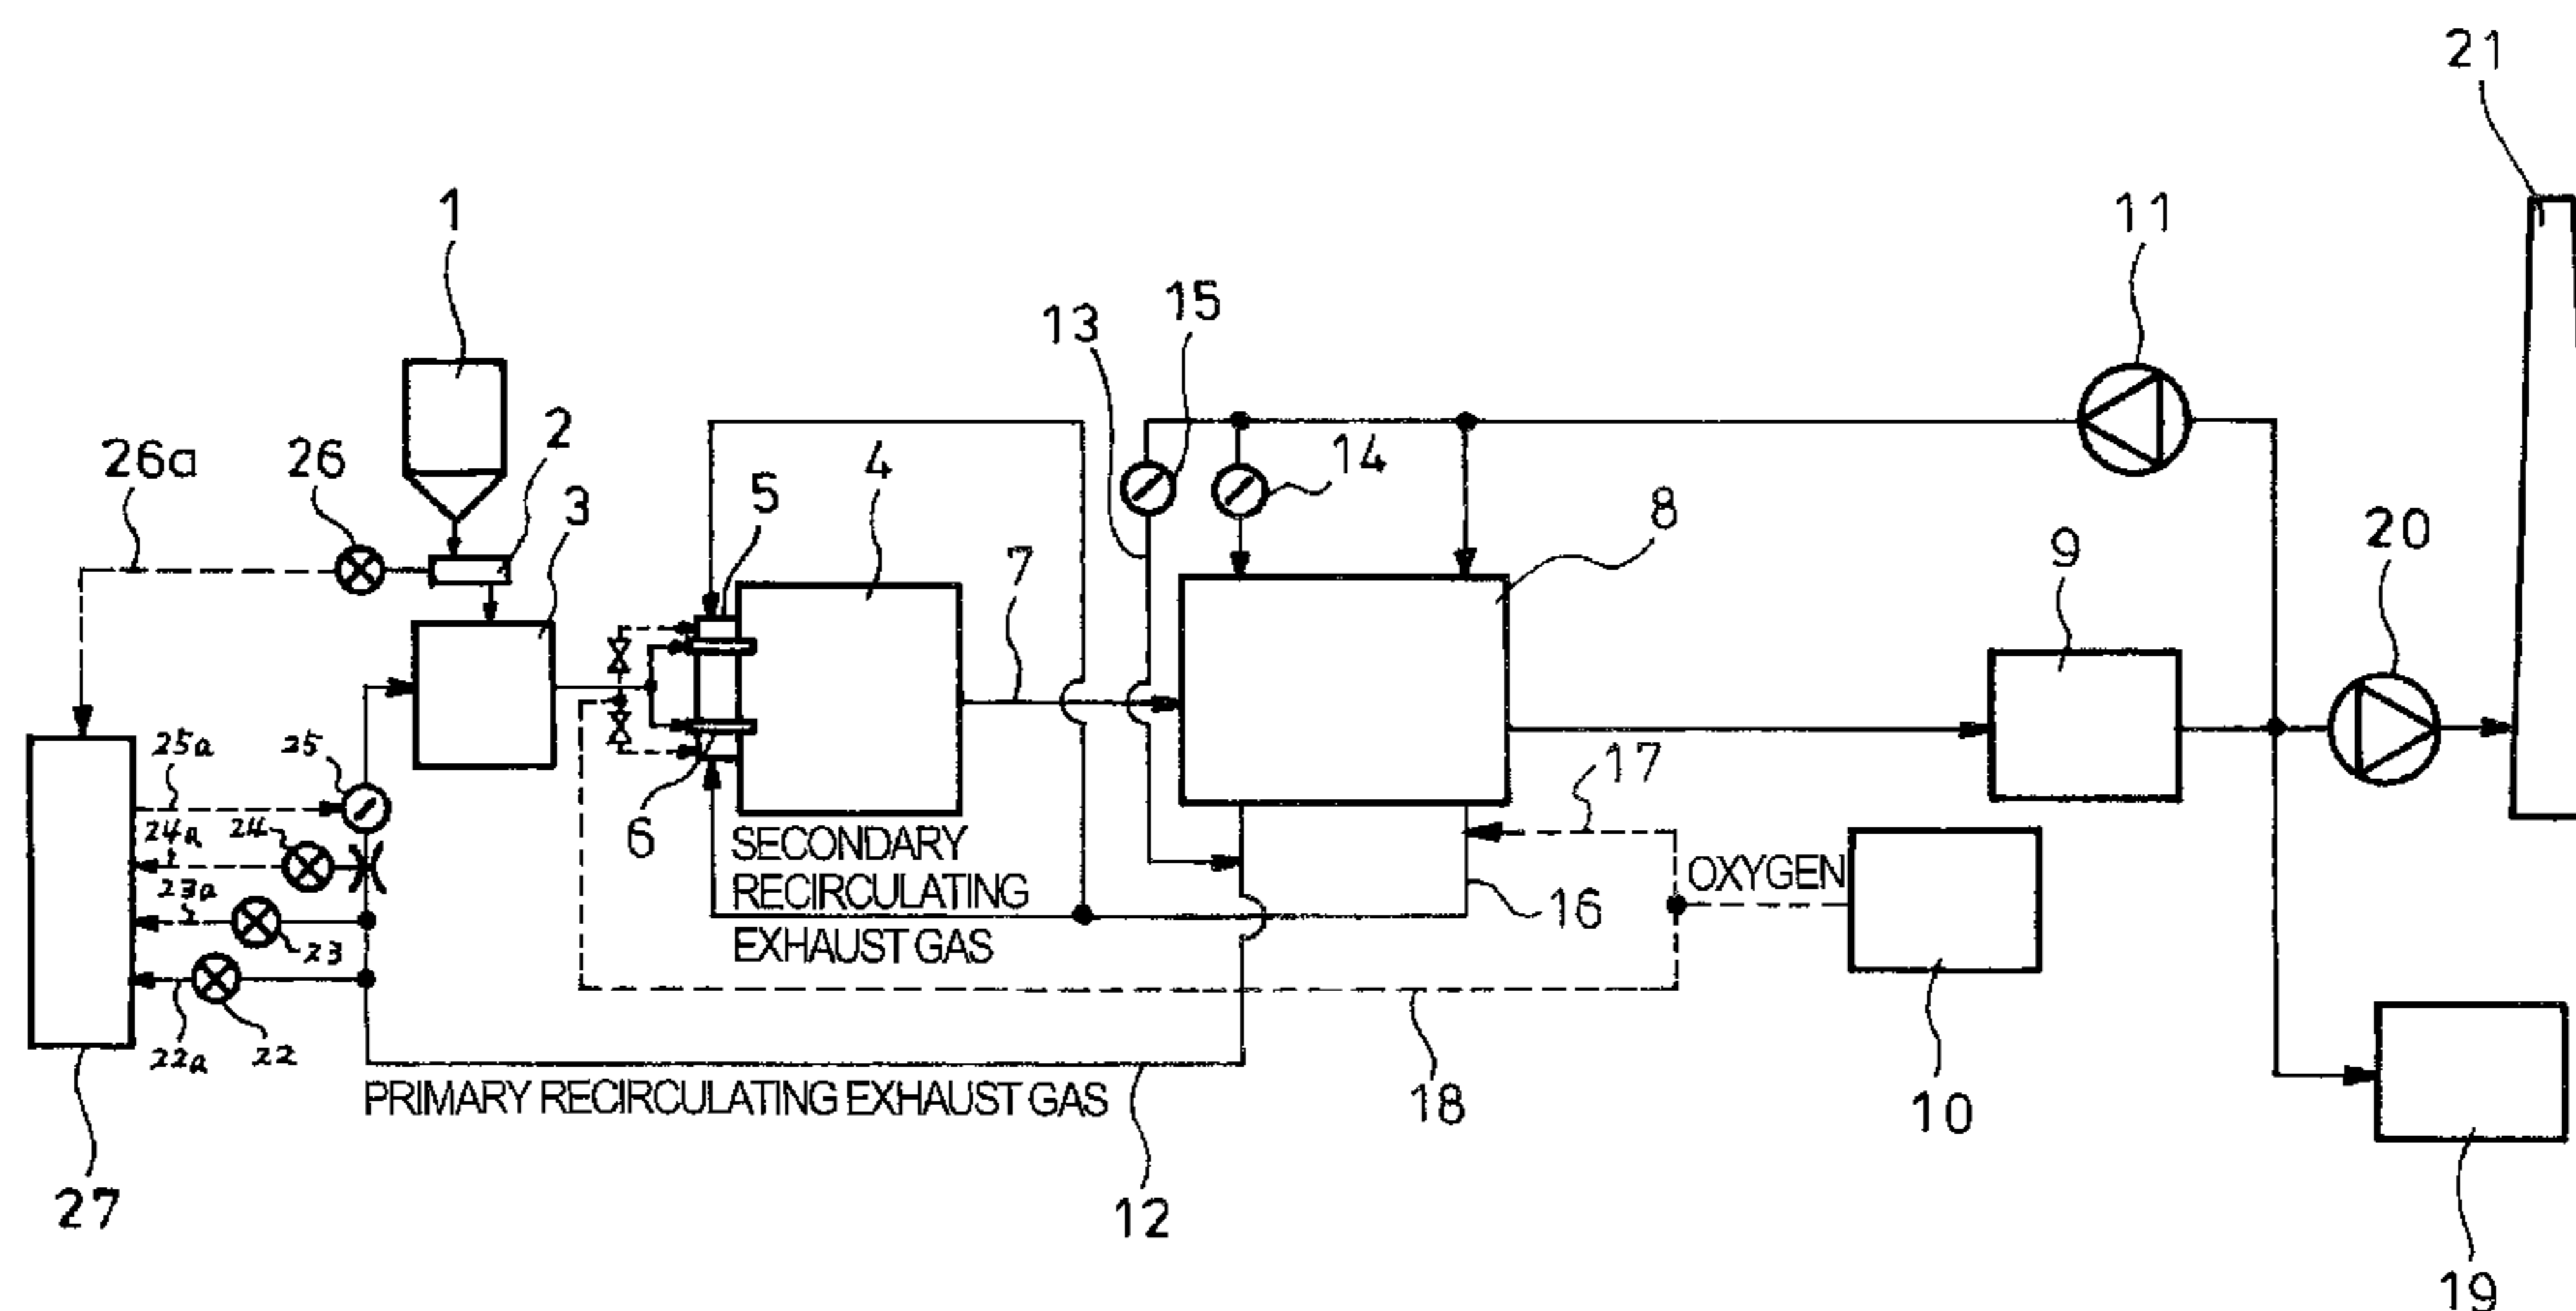 21
1
11
15
13
2
26a
26
14
4
5
3
8
20
9
7
25a
25
17
24a
24
6
SECONDARY
RECIRCULATING
EXHAUST GAS
OXYGEN
23a
16
23
22a
22
PRIMARY RECIRCULATING EXHAUST GAS
18
10
27
12
19